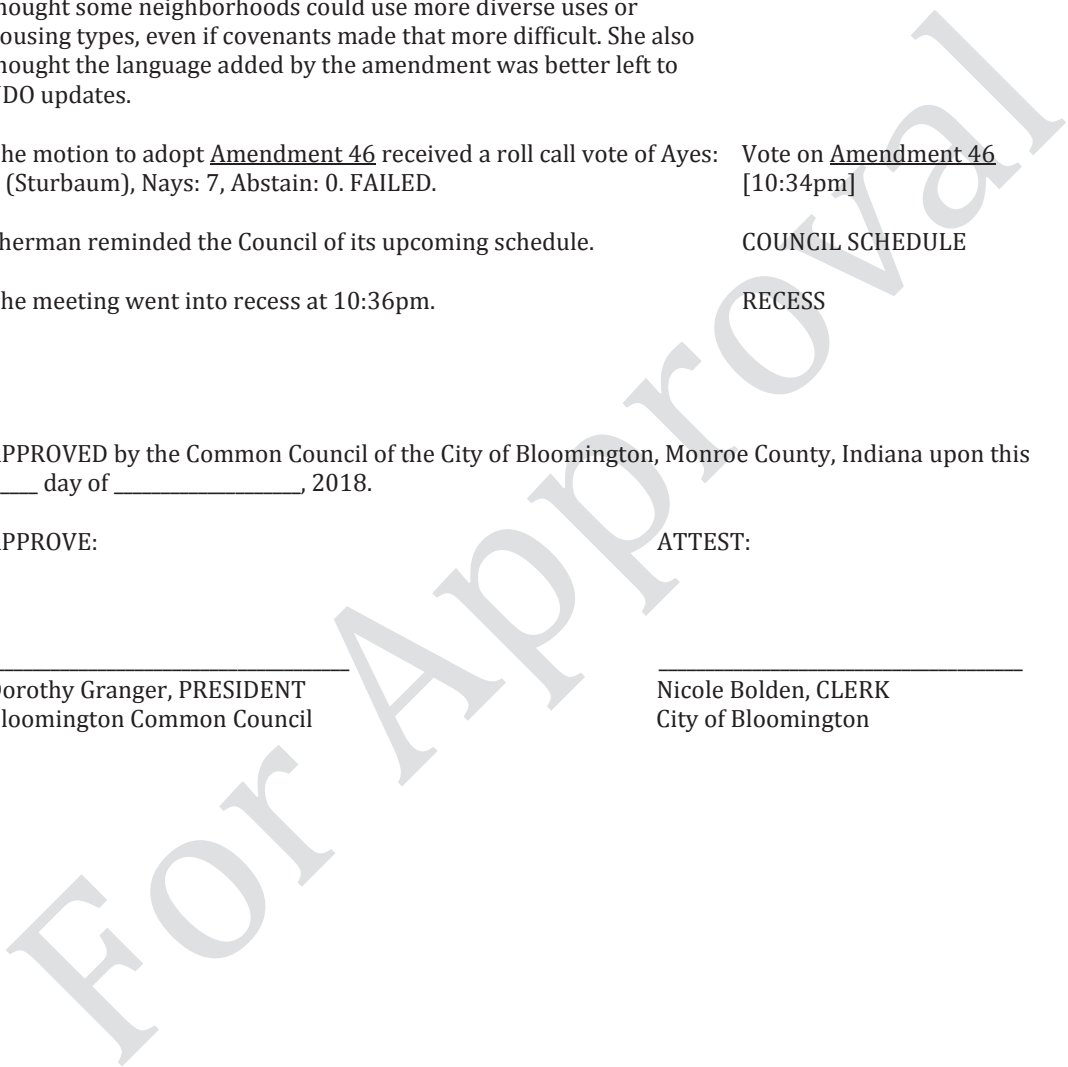 hought some neighborhoods could use more diverse uses or
ousing types, even if covenants made that more difficult. She also
hought the language added by the amendment was better left to
DO updates.
he motion to adopt Amendment 46 received a roll call vote of Ayes: Vote on Amendment 46
(Sturbaum), Nays: 7, Abstain: 0. FAILED. [10:34pm]
herman reminded the Council of its upcoming schedule. COUNCIL SCHEDULE
he meeting went into recess at 10:36pm. RECESS
PPROVED by the Common Council of the City of Bloomington, Monroe County, Indiana upon this
____ day of ____________________, 2018.
PPROVE: ATTEST:
orothy Granger, PRESIDENT Nicole Bolden, CLERK
loomington Common Council City of Bloomington
For Approval